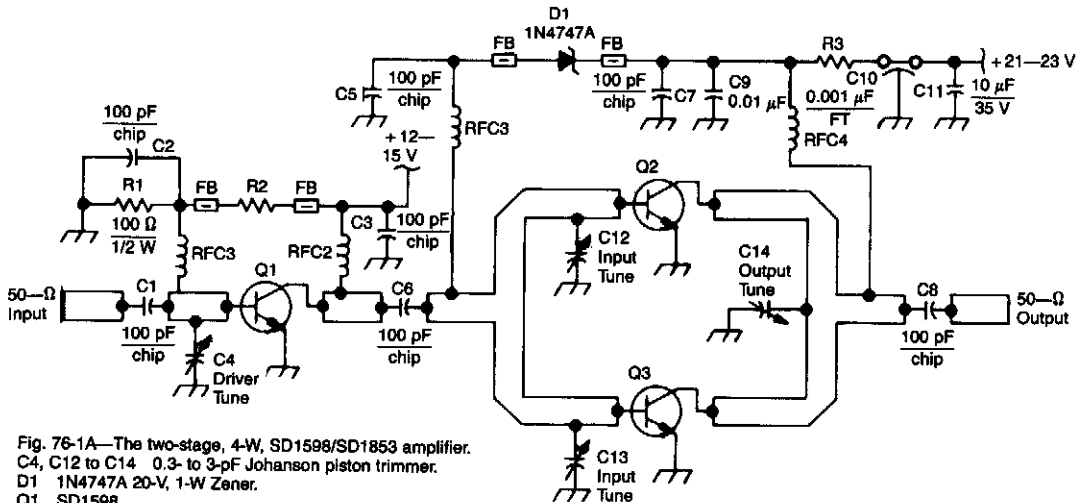 D1
1N4747A
FB
FB
R3
+21—23 V
C5
100 pF
chip
RFC3
100 pF
chip
C7
C9
0.01 μF
C10
0.001 μF
FT
C11
10 μF
35 V
RFC4
100 pF
chip
C2
+12—
15 V
R1
100 Ω
1/2 W
FB
R2
FB
C3
100 pF
chip
RFC3
RFC2
Q1
Q2
C12
Input
Tune
C14
Output
Tune
50—Ω
Input
C1
100 pF
chip
C4
Driver
Tune
C6
100 pF
chip
C8
100 pF
chip
50—Ω
Output
Q3
C13
Input
Tune
Fig. 76-1A—The two-stage, 4-W, SD1598/SD1853 amplifier.
C4, C12 to C14 0.3- to 3-pF Johanson piston trimmer.
D1 1N4747A 20-V, 1-W Zener.
Q1 SD1598